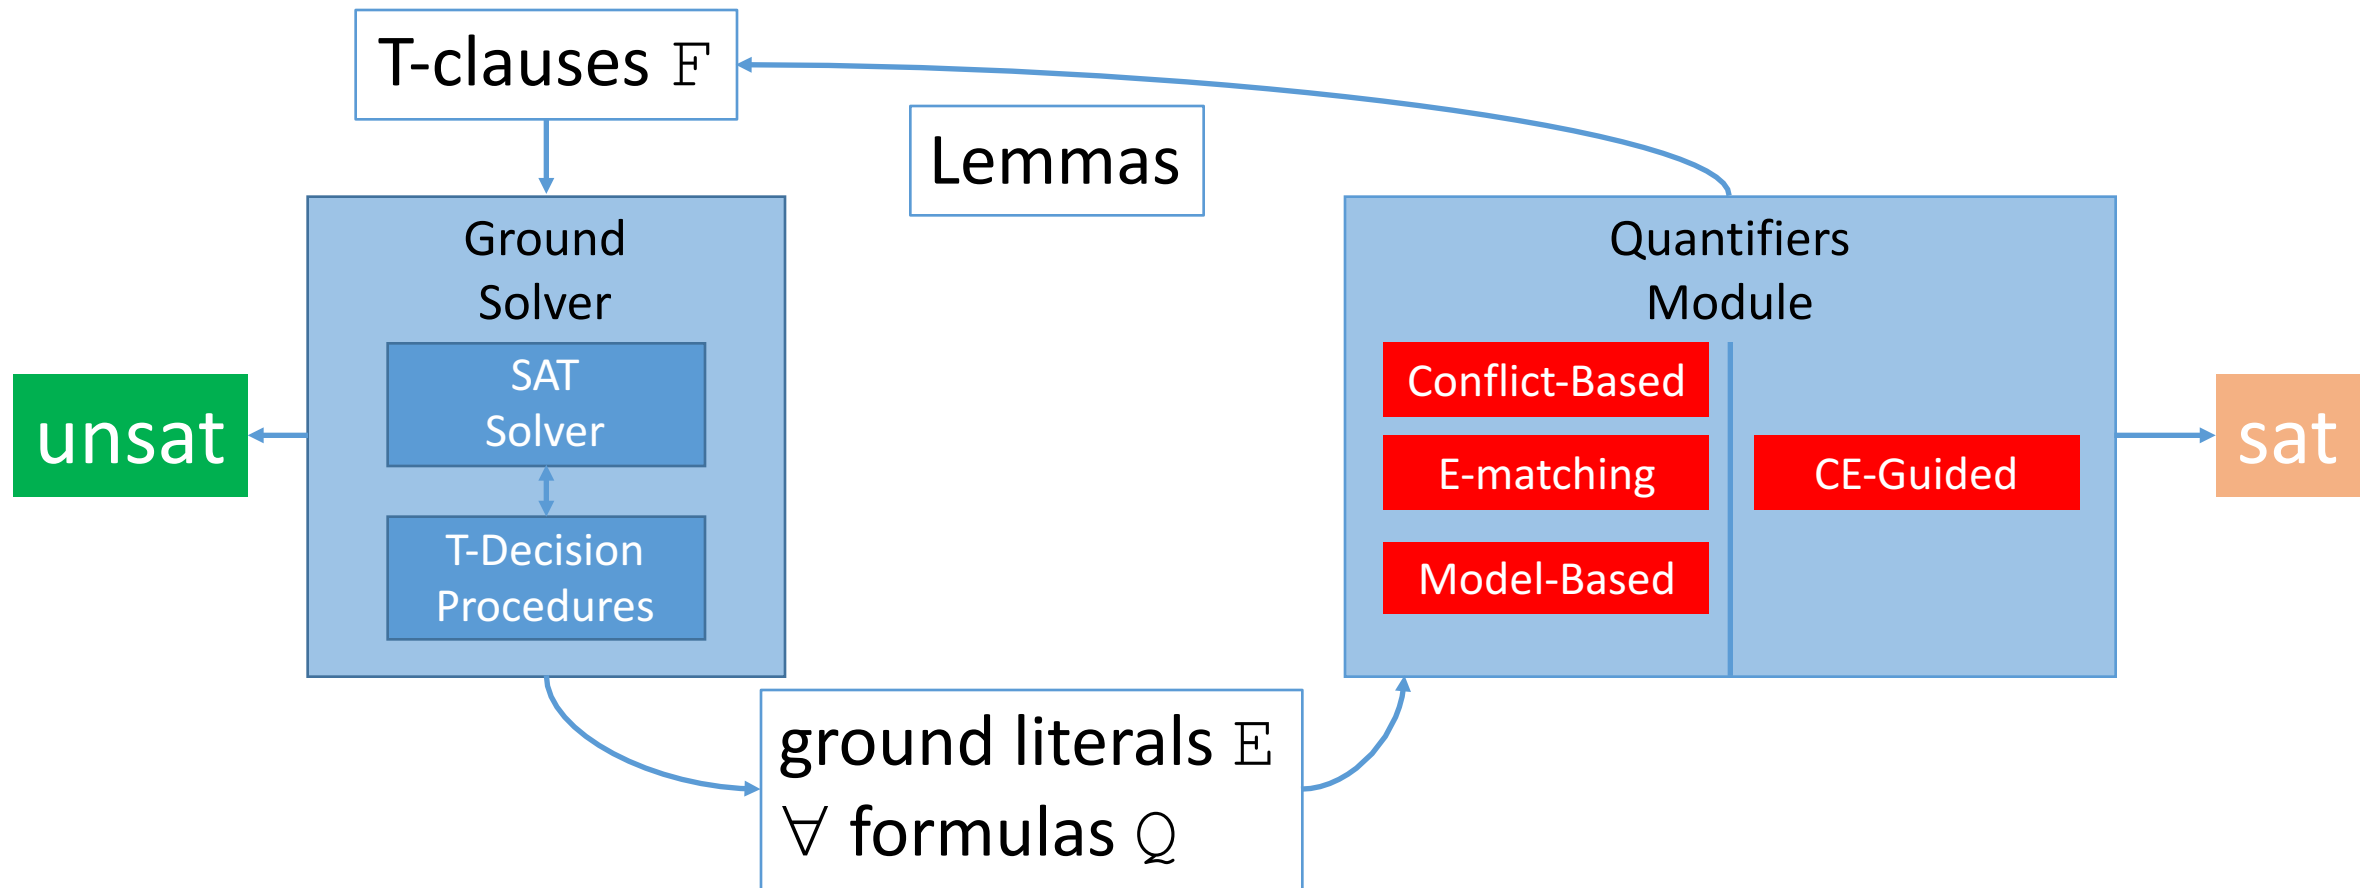 T-clauses F
Lemmas
Ground
Solver
SAT
Solver
T-Decision
Procedures
unsat
Quantifiers
Module
Conflict-Based
E-matching
Model-Based
CE-Guided
sat
ground literals E
∀ formulas Q